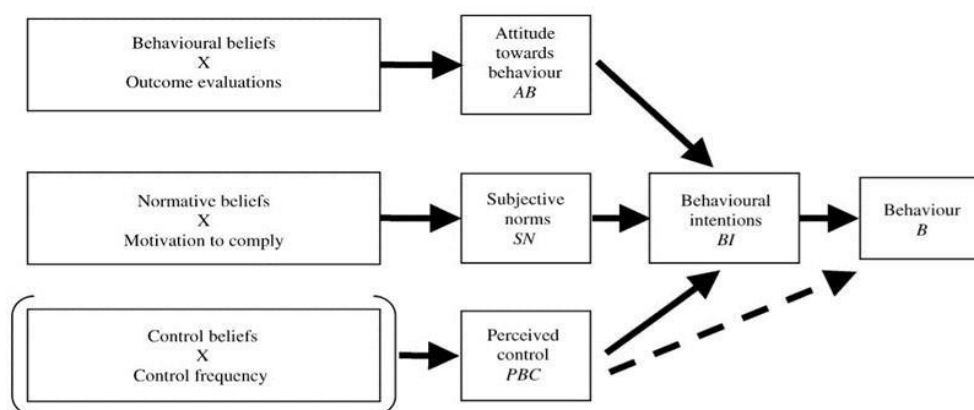 Behavioural beliefs
X
Outcome evaluations
Attitude
towards
behaviour
AB
Normative beliefs
X
Motivation to comply
Subjective
norms
SN
Behavioural
intentions
BI
Behaviour
B
Control beliefs
X
Control frequency
Perceived
control
PBC